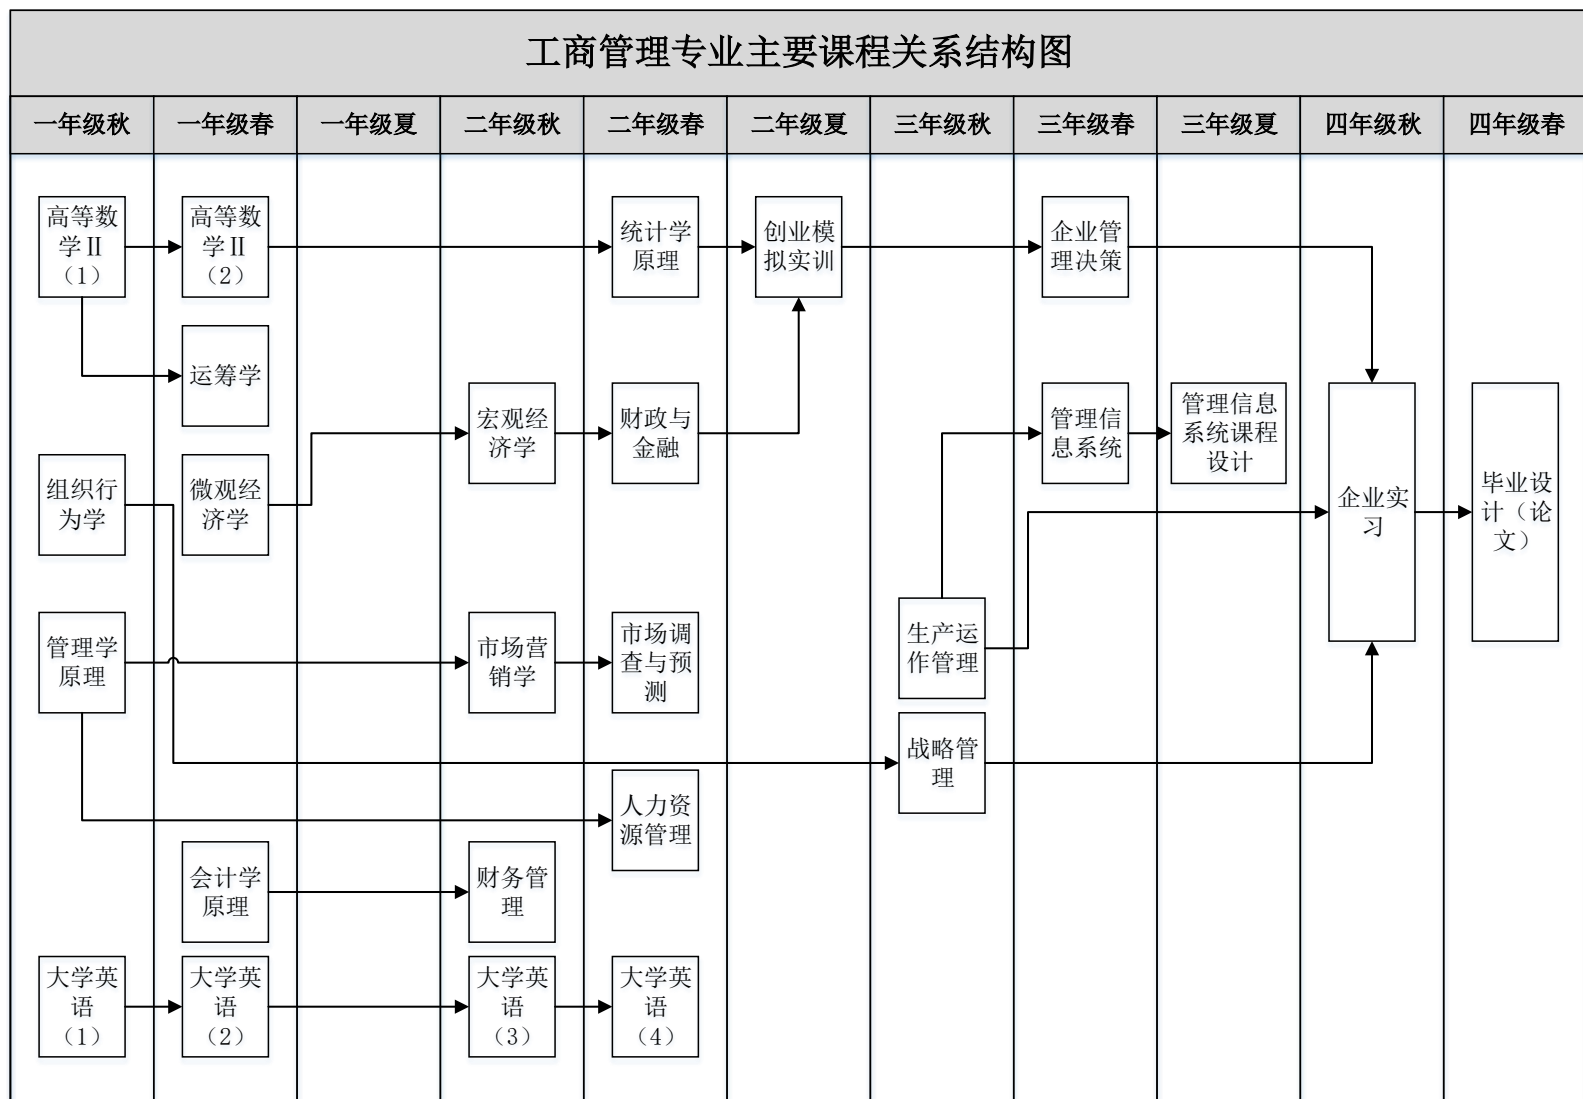 工商管理专业主要课程关系结构图
一年级秋
一年级春
一年级夏
二年级秋
二年级春
二年级夏
三年级秋
三年级春
三年级夏
四年级秋
四年级春
高等数
学Ⅱ
（1）
高等数
学Ⅱ
（2）
统计学
原理
创业模
拟实训
企业管
理决策
运筹学
宏观经
济学
财政与
金融
管理信
息系统
管理信息
系统课程
设计
组织行
为学
微观经
济学
企业实
习
毕业设
计（论
文）
管理学
原理
市场营
销学
市场调
查与预
测
生产运
作管理
战略管
理
人力资
源管理
会计学
原理
财务管
理
大学英
语
（1）
大学英
语
（2）
大学英
语
（3）
大学英
语
（4）